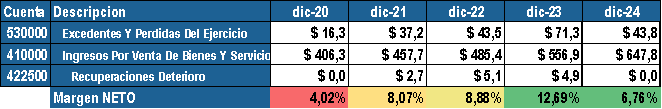 Cuenta Descripcion dic-20 dic-21 dic-22 dic-23 dic-24
530000 Excedentes Y Perdidas Del Ejercicio $ 16,3 $ 37,2 $ 43,5 $ 71,3 $ 43,8
410000 Ingresos Por Venta De Bienes Y Servicio $ 406,3 $ 457,7 $ 485,4 $ 556,9 $ 647,8
422500 Recuperaciones Deterioro $ 0,0 $ 2,7 $ 5,1 $ 4,9 $ 0,0
Margen NETO 4,02% 8,07% 8,88% 12,69% 6,76%